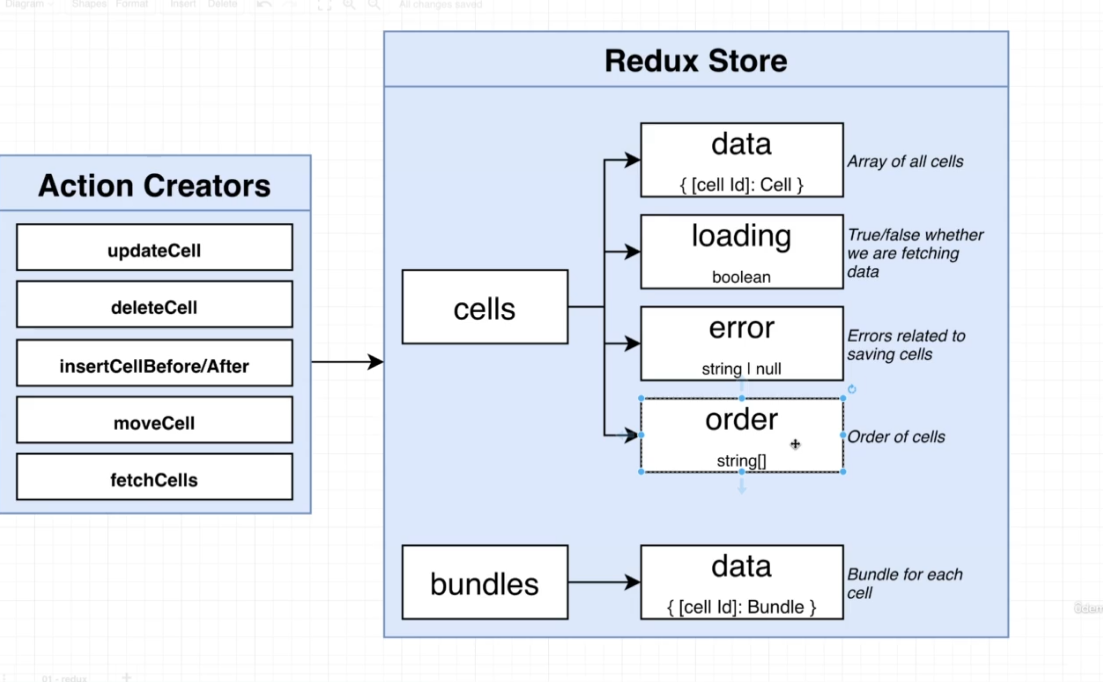 Diagram
Shapes
Format
Insert
Delete
All changes saved
Redux Store
Action Creators
updateCell
deleteCell
insertCellBefore/After
moveCell
fetchCells
cells
data
{ [cell Id]: Cell }
Array of all cells
loading
boolean
True/false whether
we are fetching
data
error
string | null
Errors related to
saving cells
order
string[]
Order of cells
bundles
data
{ [cell Id]: Bundle }
Bundle for each
cell
01 - redux